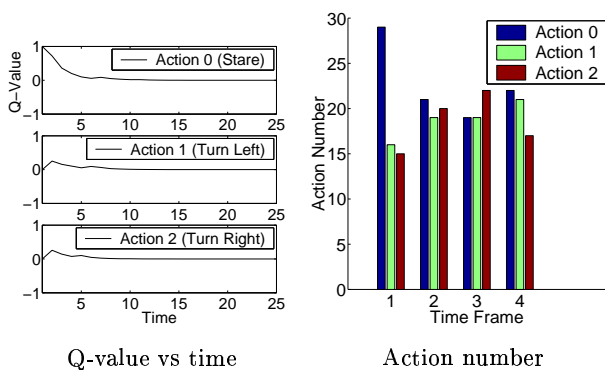 Q-Value
1
0
−1
Action 0 (Stare)
5 10 15 20 25
1
0
−1
Action 1 (Turn Left)
5 10 15 20 25
1
0
−1
Action 2 (Turn Right)
5 10 15 20 25
Time
Q-value vs time
Action Number
30
25
20
15
10
5
0
Action 0
Action 1
Action 2
1 2 3 4
Time Frame
Action number